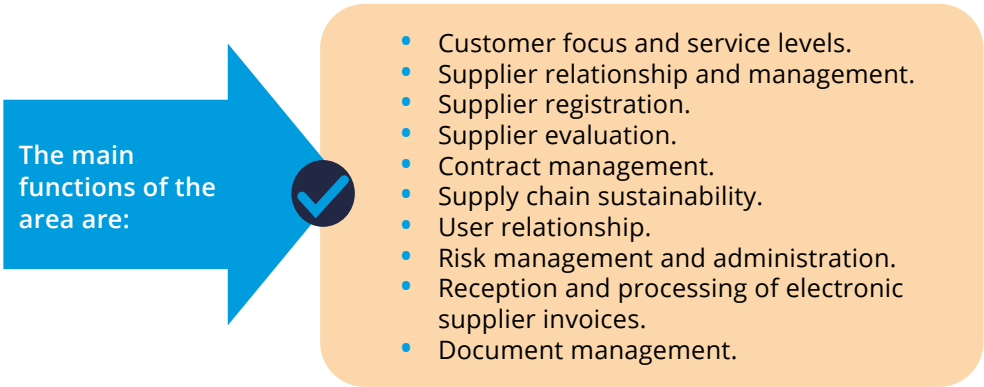 The main
functions of the
area are:
• Customer focus and service levels.
• Supplier relationship and management.
• Supplier registration.
• Supplier evaluation.
• Contract management.
• Supply chain sustainability.
• User relationship.
• Risk management and administration.
• Reception and processing of electronic
supplier invoices.
• Document management.